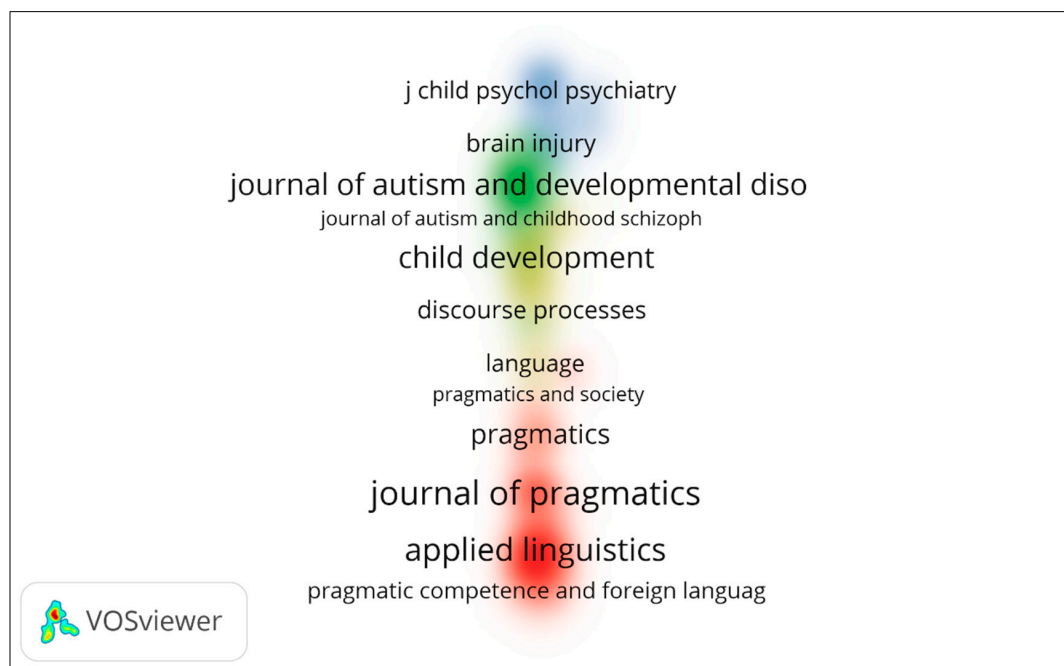 j child psychol psychiatry
brain injury
journal of autism and developmental diso
journal of autism and childhood schizoph
child development
discourse processes
language
pragmatics and society
pragmatics
journal of pragmatics
applied linguistics
pragmatic competence and foreign languag
VOSviewer